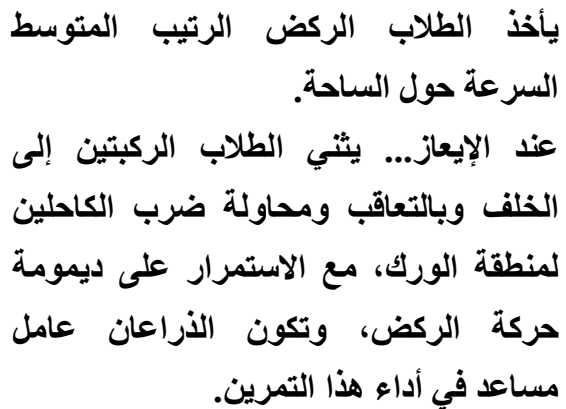 يأخذ الطلاب الركض الرتيب المتوسط
السرعة حول الساحة.
عند الإيعاز... يثني الطلاب الركبتين إلى
الخلف وبالتعاقب ومحاولة ضرب الكاحلين
لمنطقة الورك، مع الاستمرار على ديمومة
حركة الركض، وتكون الذراعان عامل
مساعد في أداء هذا التمرين.